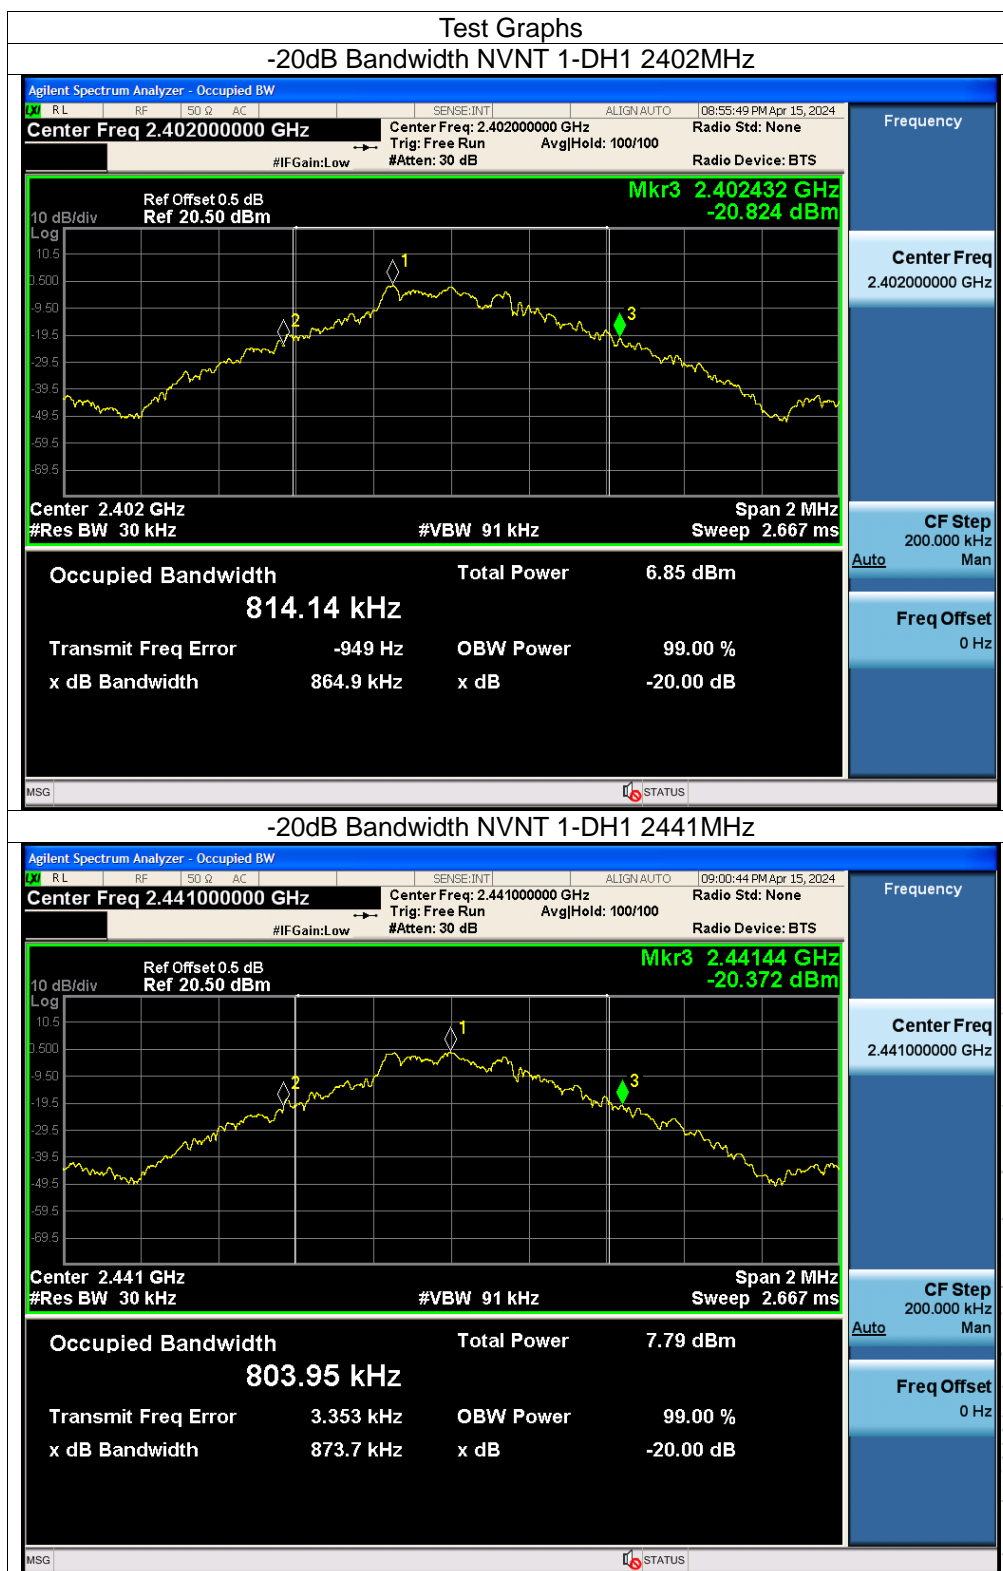 Test Graphs
-20dB Bandwidth NVNT 1-DH1 2402MHz
Agilent Spectrum Analyzer - Occupied BW
LXI RL RF 50 Ω AC SENSE:INT ALIGN AUTO 08:55:49 PM Apr 15, 2024
Center Freq 2.402000000 GHz
Center Freq: 2.402000000 GHz Radio Std: None
Trig: Free Run Avg|Hold: 100/100
#IFGain:Low #Atten: 30 dB Radio Device: BTS
Frequency
Mkr3 2.402432 GHz
-20.824 dBm
Ref Offset 0.5 dB
10 dB/div Ref 20.50 dBm
Log
10.5
0.500
-9.50
-19.5
-29.5
-39.5
-49.5
-59.5
-69.5
1
2
3
Center 2.402 GHz Span 2 MHz
#Res BW 30 kHz #VBW 91 kHz Sweep 2.667 ms
Occupied Bandwidth Total Power 6.85 dBm
814.14 kHz
Transmit Freq Error -949 Hz OBW Power 99.00 %
x dB Bandwidth 864.9 kHz x dB -20.00 dB
Center Freq
2.402000000 GHz
CF Step
200.000 kHz
Auto Man
Freq Offset
0 Hz
MSG STATUS
-20dB Bandwidth NVNT 1-DH1 2441MHz
Agilent Spectrum Analyzer - Occupied BW
LXI RL RF 50 Ω AC SENSE:INT ALIGN AUTO 09:00:44 PM Apr 15, 2024
Center Freq 2.441000000 GHz
Center Freq: 2.441000000 GHz Radio Std: None
Trig: Free Run Avg|Hold: 100/100
#IFGain:Low #Atten: 30 dB Radio Device: BTS
Frequency
Mkr3 2.44144 GHz
-20.372 dBm
Ref Offset 0.5 dB
10 dB/div Ref 20.50 dBm
Log
10.5
0.500
-9.50
-19.5
-29.5
-39.5
-49.5
-59.5
-69.5
1
2
3
Center 2.441 GHz Span 2 MHz
#Res BW 30 kHz #VBW 91 kHz Sweep 2.667 ms
Occupied Bandwidth Total Power 7.79 dBm
803.95 kHz
Transmit Freq Error 3.353 kHz OBW Power 99.00 %
x dB Bandwidth 873.7 kHz x dB -20.00 dB
Center Freq
2.441000000 GHz
CF Step
200.000 kHz
Auto Man
Freq Offset
0 Hz
MSG STATUS